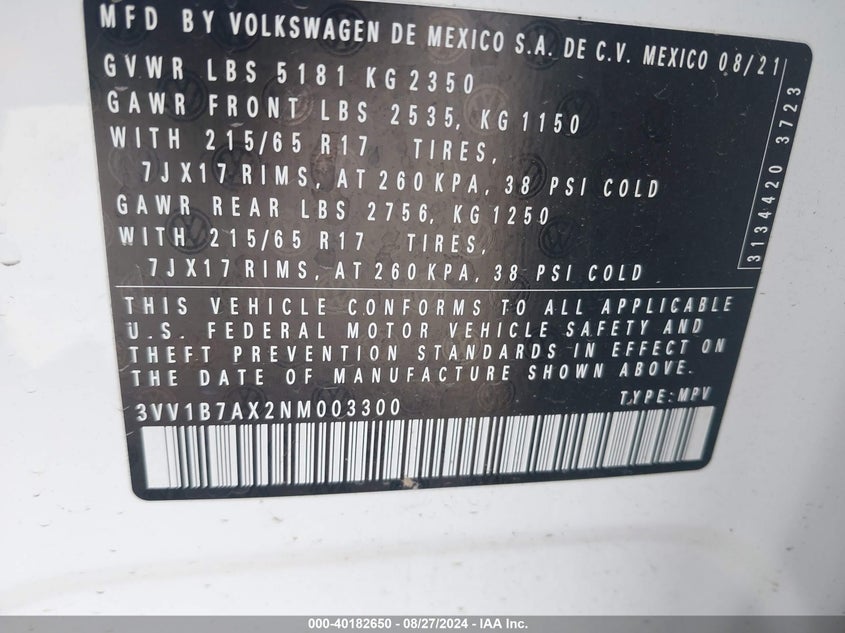 MFD BY VOLKSWAGEN DE MEXICO S.A. DE C.V. MEXICO 08/21
GVWR LBS 5181 KG 2350
GAWR FRONT LBS 2535, KG 1150
WITH 215/65 R17 TIRES,
7JX17 RIMS, AT 260 KPA, 38 PSI COLD
GAWR REAR LBS 2756, KG 1250
WITH 215/65 R17 TIRES,
7JX17 RIMS, AT 260 KPA, 38 PSI COLD
3134420 3723
THIS VEHICLE CONFORMS TO ALL APPLICABLE
U.S. FEDERAL MOTOR VEHICLE SAFETY AND
THEFT PREVENTION STANDARDS IN EFFECT ON
THE DATE OF MANUFACTURE SHOWN ABOVE.
3VV1B7AX2NM003300 TYPE: MPV
000-40182650 - 08/27/2024 - IAA, Inc.